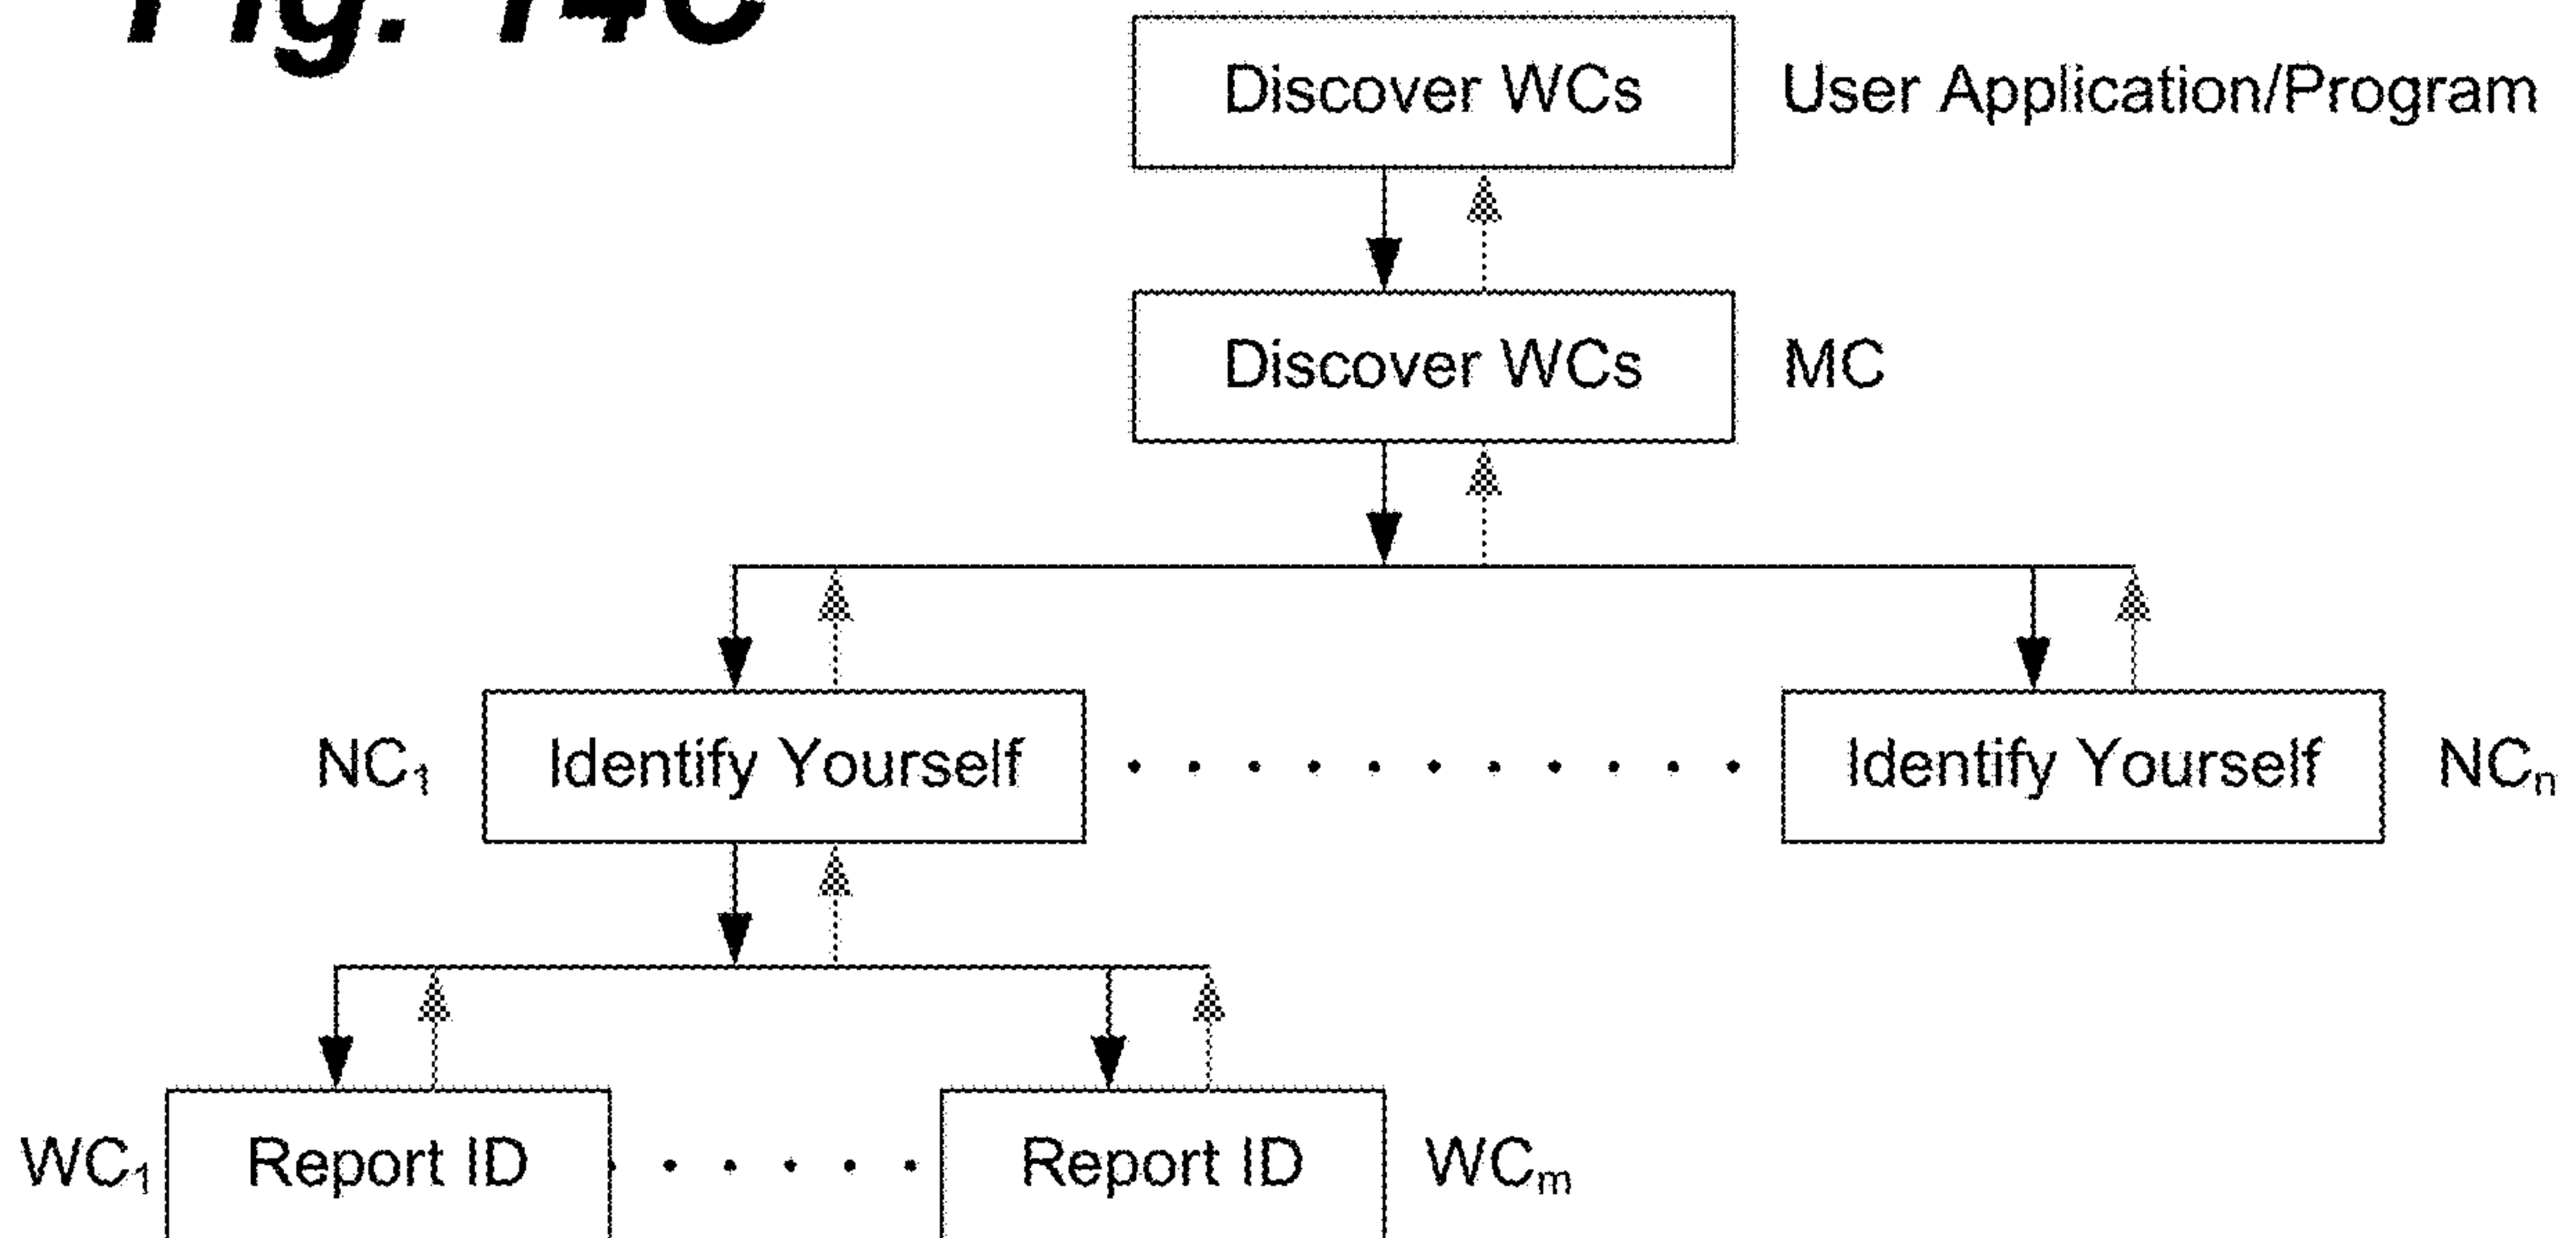 Fig. 14C
Discover WCs User Application/Program
Discover WCs MC
NC₁ Identify Yourself Identify Yourself NCₙ
WC₁ Report ID Report ID WCₘ